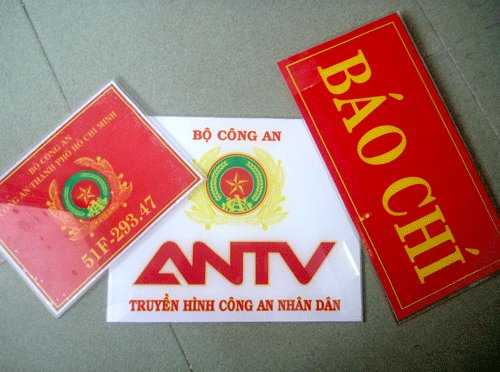 BỘ CÔNG AN
CÔNG AN THÀNH PHỐ HỒ CHÍ MINH
51F-293.47
BỘ CÔNG AN
ANTV
TRUYỀN HÌNH CÔNG AN NHÂN DÂN
BÁO CHÍ